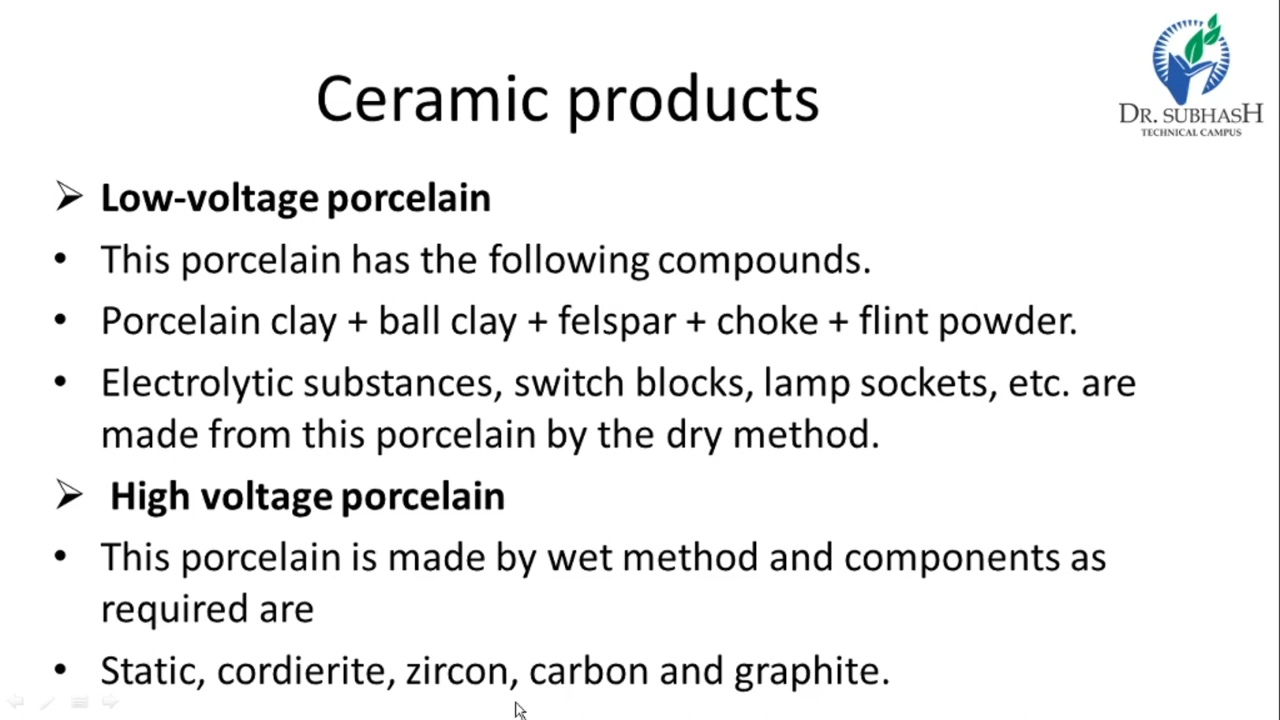 Ceramic products
DR. SUBHASH
TECHNICAL CAMPUS
Low-voltage porcelain
This porcelain has the following compounds.
Porcelain clay + ball clay + felspar + choke + flint powder.
Electrolytic substances, switch blocks, lamp sockets, etc. are
made from this porcelain by the dry method.
High voltage porcelain
This porcelain is made by wet method and components as
required are
Static, cordierite, zircon, carbon and graphite.